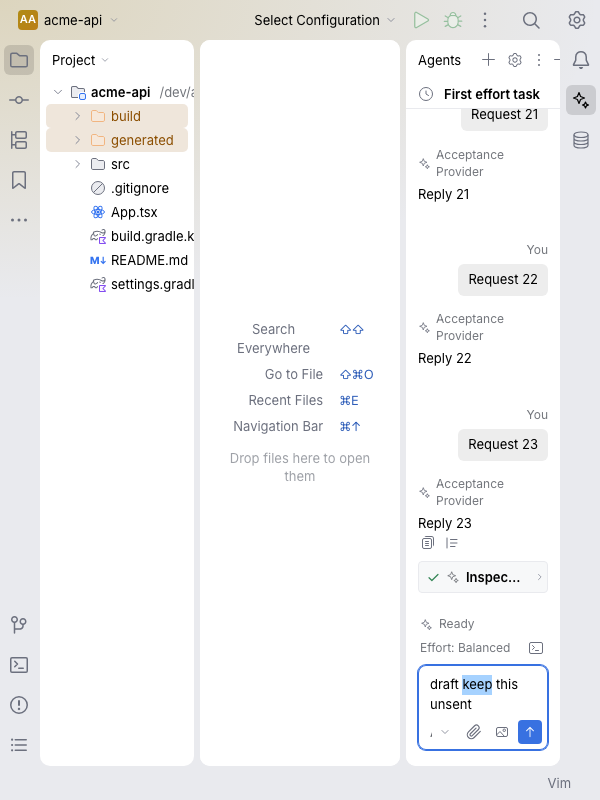 AA acme-api
Select Configuration
Project
acme-api /dev/a
build
generated
src
.gitignore
App.tsx
build.gradle.k
M↓ README.md
settings.gradl
Search
Everywhere ⇧⇧
Go to File ⇧⌘O
Recent Files ⌘E
Navigation Bar ⌘↑
Drop files here to open
them
Agents
First effort task
Request 21
Acceptance
Provider
Reply 21
You
Request 22
Acceptance
Provider
Reply 22
You
Request 23
Acceptance
Provider
Reply 23
Inspec...
Ready
Effort: Balanced
draft keep this
unsent
Vim